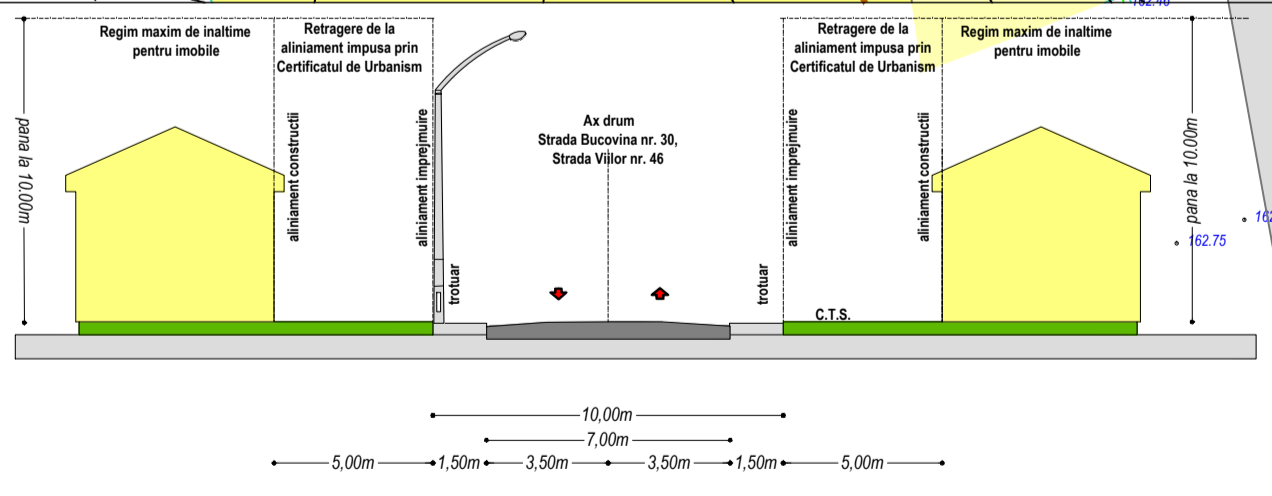 162.46
Regim maxim de inaltime
pentru imobile
Retragere de la
aliniament impusa prin
Certificatul de Urbanism
Retragere de la
aliniament impusa prin
Certificatul de Urbanism
Regim maxim de inaltime
pentru imobile
pana la 10.00m
aliniament constructii
aliniament imprejmuire
trotuar
Ax drum
Strada Bucovina nr. 30,
Strada Viilor nr. 46
trotuar
aliniament imprejmuire
C.T.S.
aliniament constructii
pana la 10.00m
162.75
10,00m
7,00m
5,00m
1,50m
3,50m
3,50m
1,50m
5,00m